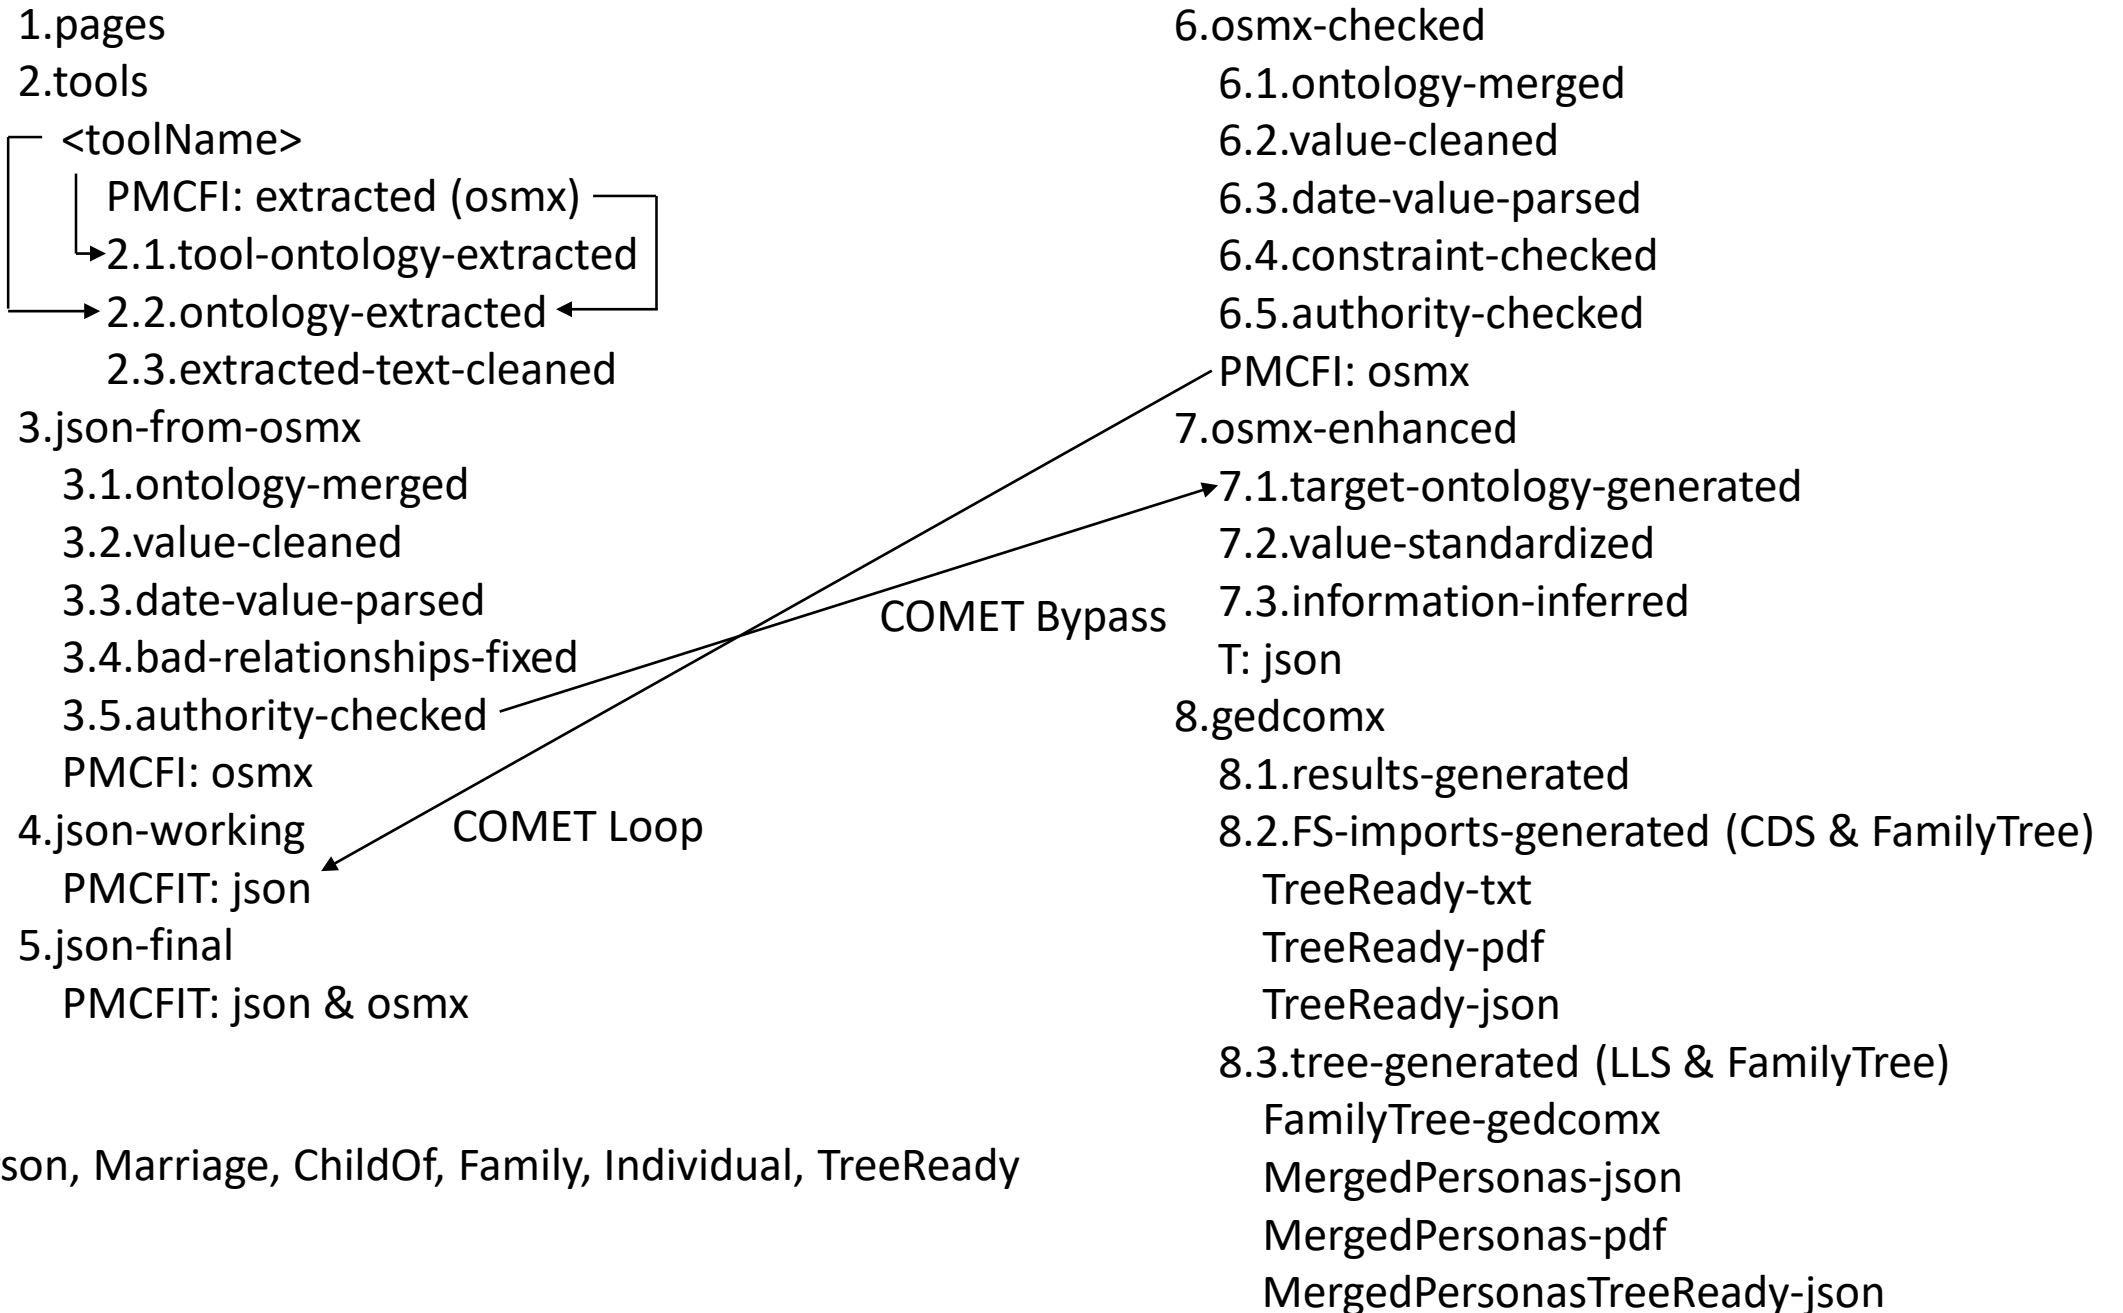 1.pages
2.tools
<toolName>
PMCFI: extracted (osmx)
2.1.tool-ontology-extracted
2.2.ontology-extracted
2.3.extracted-text-cleaned
3.json-from-osmx
3.1.ontology-merged
3.2.value-cleaned
3.3.date-value-parsed
3.4.bad-relationships-fixed
3.5.authority-checked
PMCFI: osmx
4.json-working
PMCFIT: json
5.json-final
PMCFIT: json & osmx
COMET Loop
COMET Bypass
son, Marriage, ChildOf, Family, Individual, TreeReady
6.osmx-checked
6.1.ontology-merged
6.2.value-cleaned
6.3.date-value-parsed
6.4.constraint-checked
6.5.authority-checked
PMCFI: osmx
7.osmx-enhanced
7.1.target-ontology-generated
7.2.value-standardized
7.3.information-inferred
T: json
8.gedcomx
8.1.results-generated
8.2.FS-imports-generated (CDS & FamilyTree)
TreeReady-txt
TreeReady-pdf
TreeReady-json
8.3.tree-generated (LLS & FamilyTree)
FamilyTree-gedcomx
MergedPersonas-json
MergedPersonas-pdf
MergedPersonasTreeReady-json